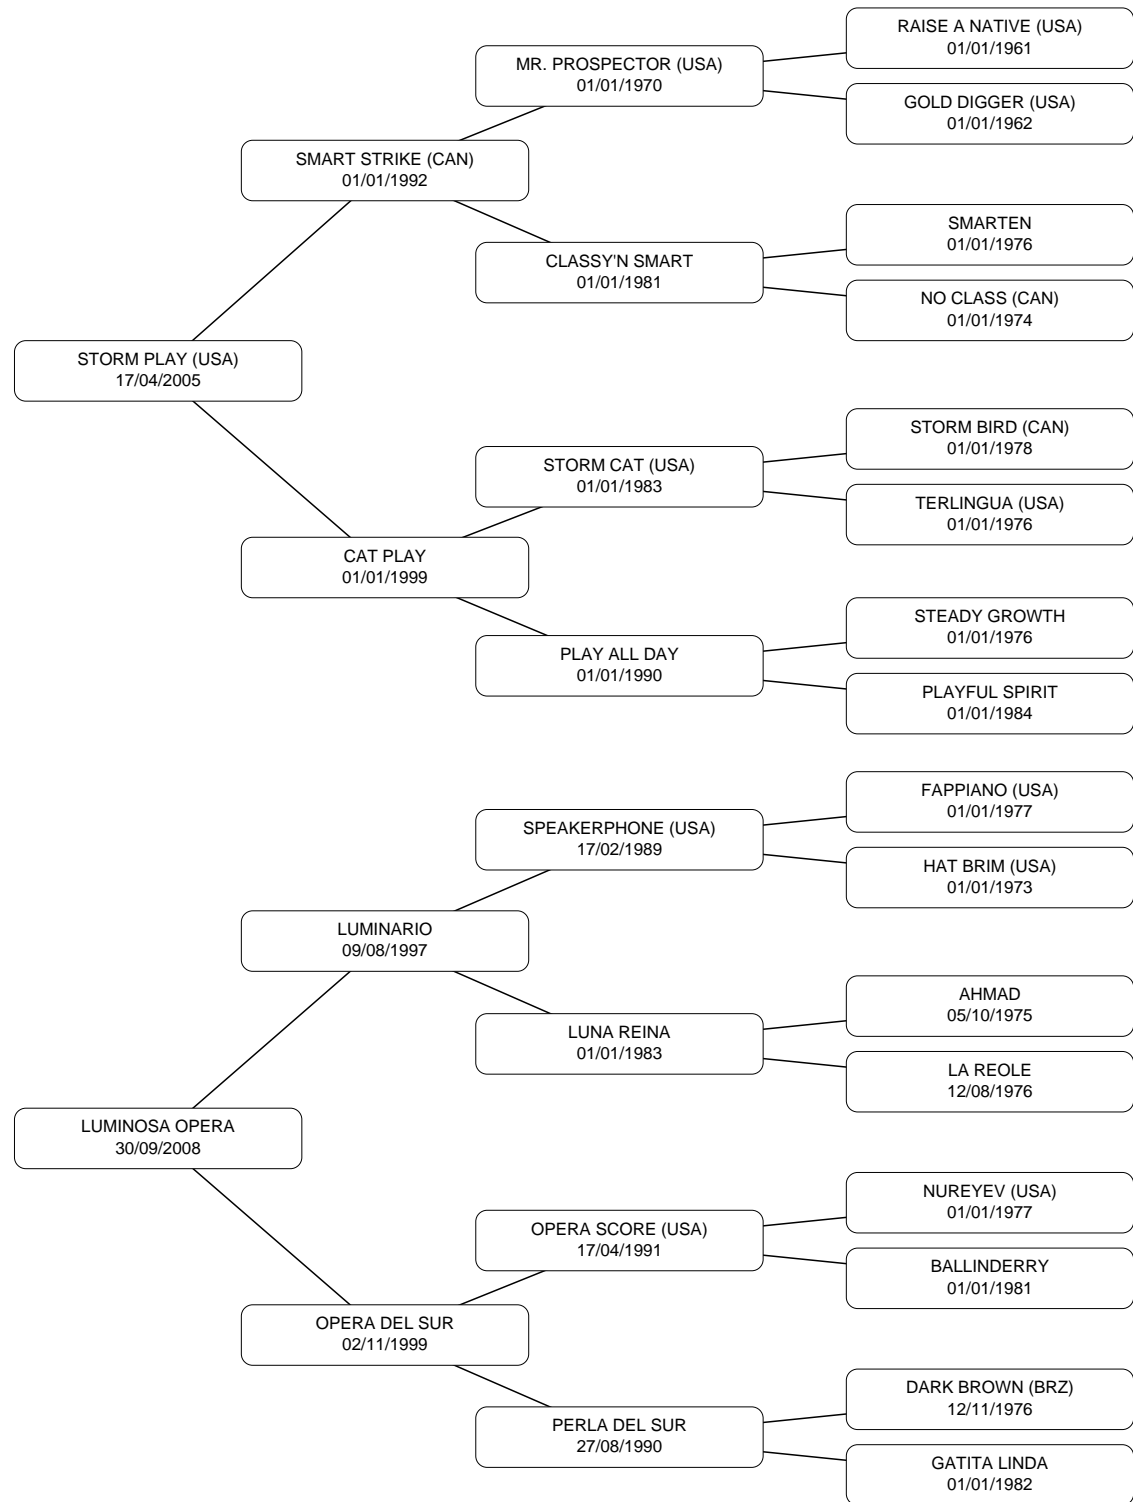 RAISE A NATIVE (USA)
01/01/1961
MR. PROSPECTOR (USA)
01/01/1970
GOLD DIGGER (USA)
01/01/1962
SMART STRIKE (CAN)
01/01/1992
SMARTEN
01/01/1976
CLASSY'N SMART
01/01/1981
NO CLASS (CAN)
01/01/1974
STORM PLAY (USA)
17/04/2005
STORM BIRD (CAN)
01/01/1978
STORM CAT (USA)
01/01/1983
TERLINGUA (USA)
01/01/1976
CAT PLAY
01/01/1999
STEADY GROWTH
01/01/1976
PLAY ALL DAY
01/01/1990
PLAYFUL SPIRIT
01/01/1984
FAPPIANO (USA)
01/01/1977
SPEAKERPHONE (USA)
17/02/1989
HAT BRIM (USA)
01/01/1973
LUMINARIO
09/08/1997
AHMAD
05/10/1975
LUNA REINA
01/01/1983
LA REOLE
12/08/1976
LUMINOSA OPERA
30/09/2008
NUREYEV (USA)
01/01/1977
OPERA SCORE (USA)
17/04/1991
BALLINDERRY
01/01/1981
OPERA DEL SUR
02/11/1999
DARK BROWN (BRZ)
12/11/1976
PERLA DEL SUR
27/08/1990
GATITA LINDA
01/01/1982